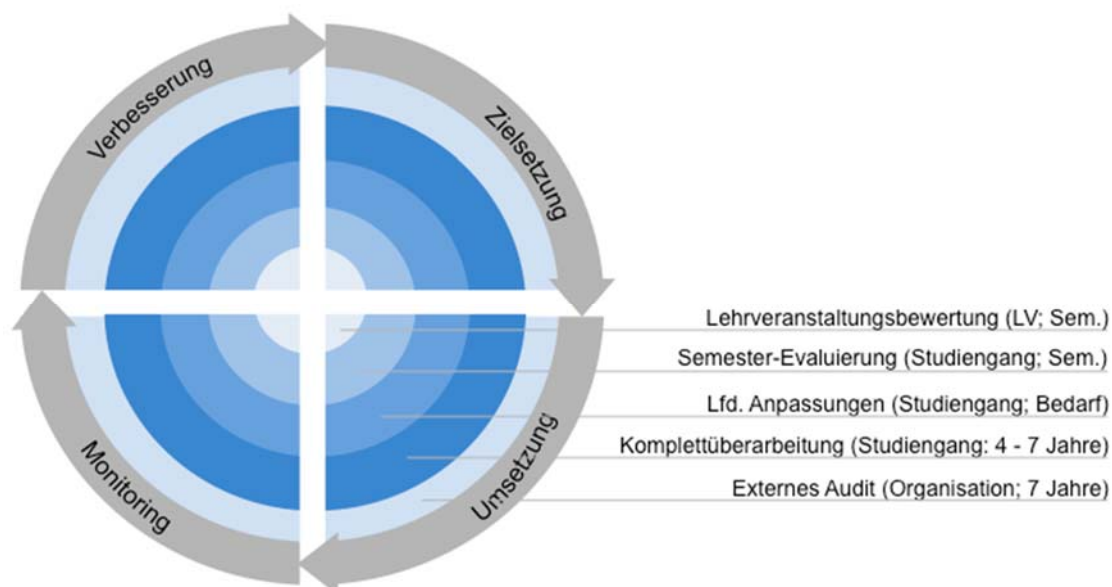 Verbesserung
Zielsetzung
Lehrveranstaltungsbewertung (LV; Sem.)
Semester-Evaluierung (Studiengang; Sem.)
Lfd. Anpassungen (Studiengang; Bedarf)
Komplettüberarbeitung (Studiengang: 4 - 7 Jahre)
Externes Audit (Organisation; 7 Jahre)
Umsetzung
Monitoring